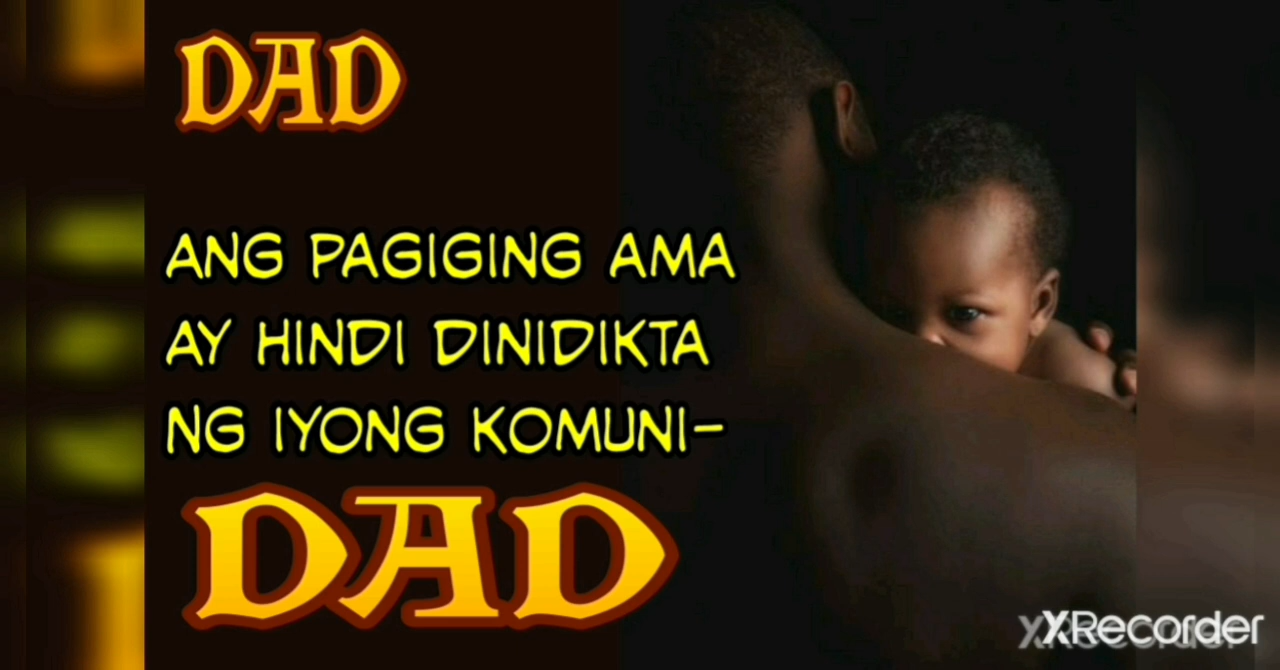 DAD
ANG PAGIGING AMA
AY HINDI DINIDIKTA
NG IYONG KOMUNI-
DAD
XRecorder